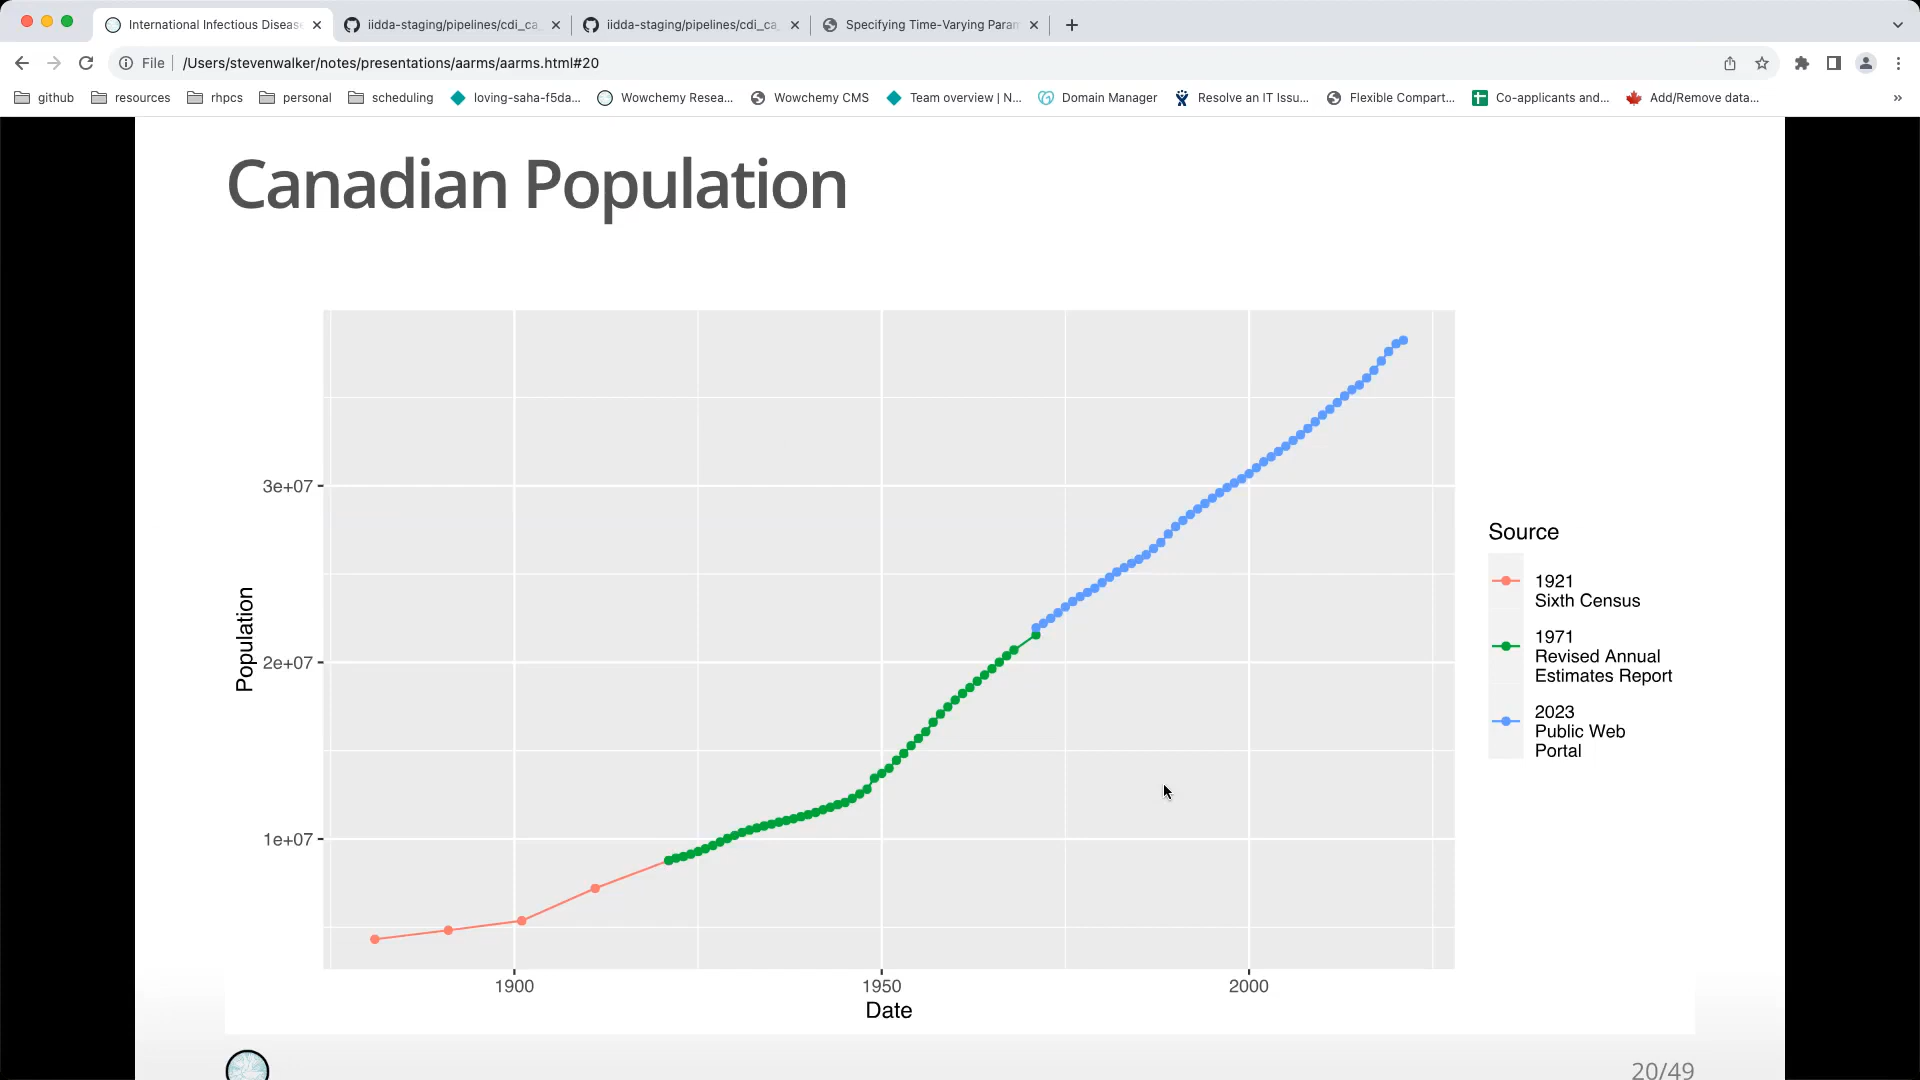 International Infectious Diseas
iidda-staging/pipelines/cdi_ca
iidda-staging/pipelines/cdi_ca
Specifying Time-Varying Param
File
/Users/stevenwalker/notes/presentations/aarms/aarms.html#20
github
resources
rhpcs
personal
scheduling
loving-saha-f5da...
Wowchemy Resea...
Wowchemy CMS
Team overview | N...
Domain Manager
Resolve an IT Issu...
Flexible Compart...
Co-applicants and...
Add/Remove data...
»
Canadian Population
Population
3e+07
2e+07
1e+07
1900
1950
2000
Date
Source
1921
Sixth Census
1971
Revised Annual
Estimates Report
2023
Public Web
Portal
20/49